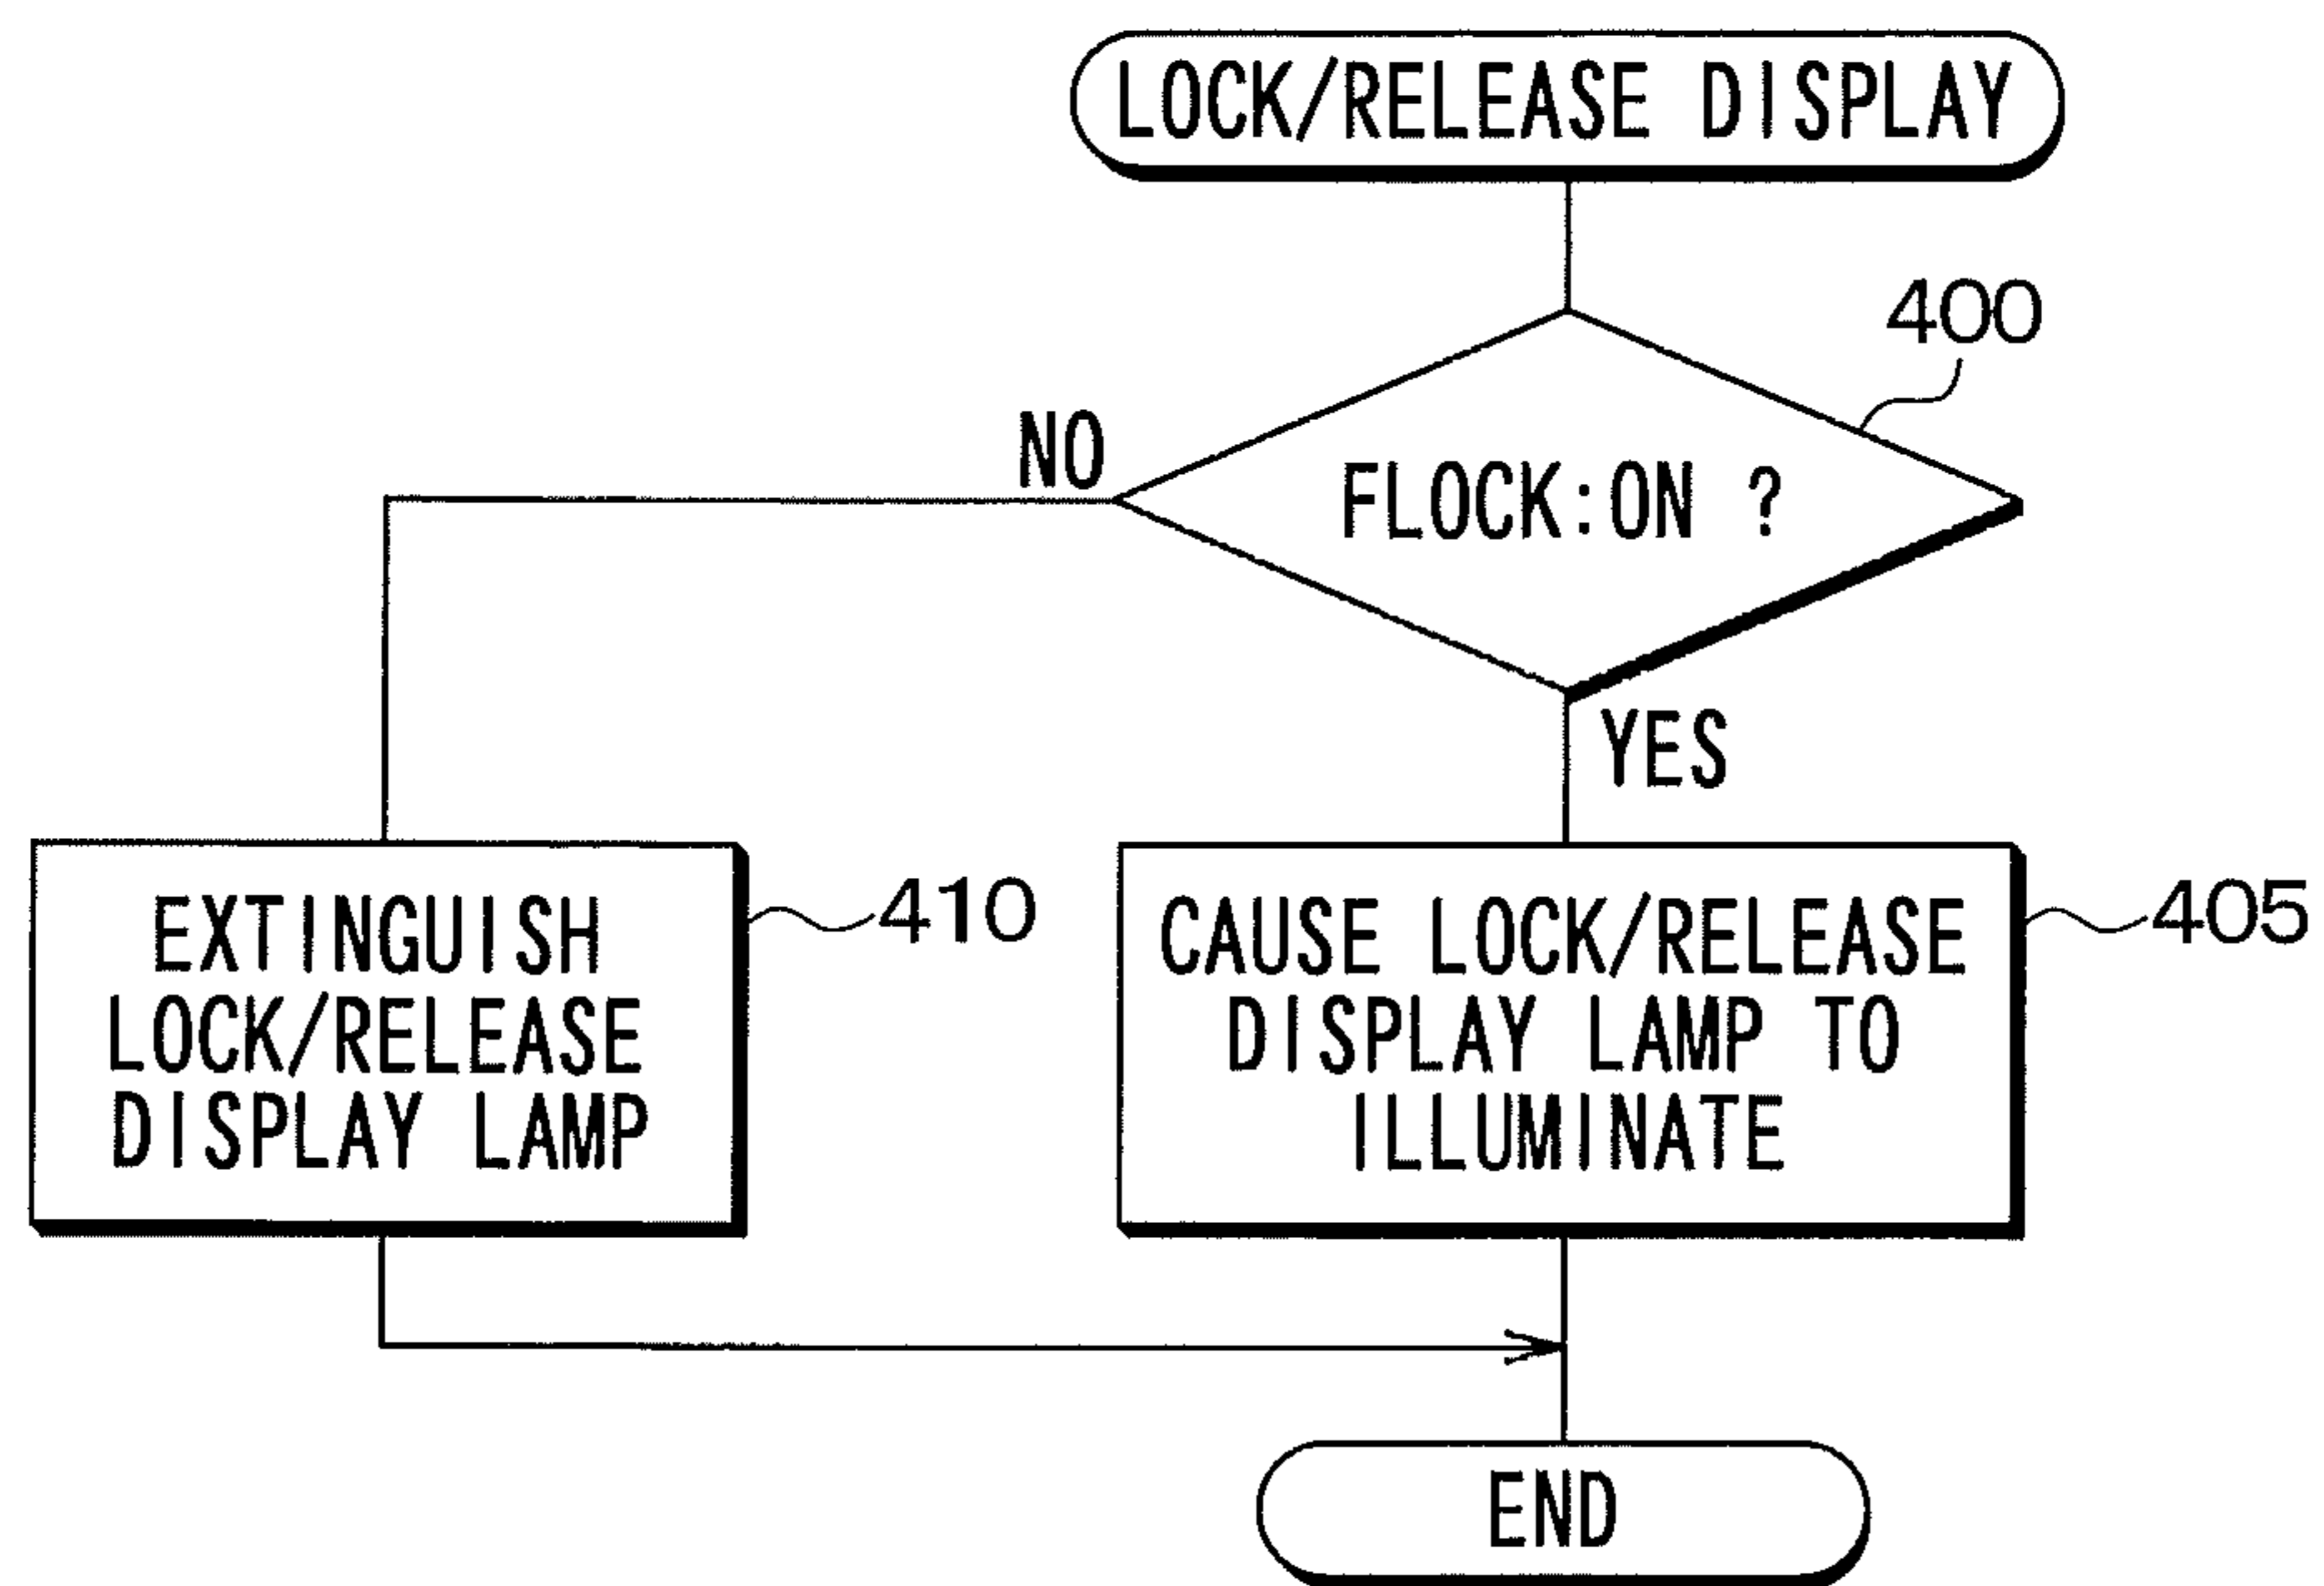 LOCK/RELEASE DISPLAY
400
NO
FLOCK:ON ?
YES
EXTINGUISH
LOCK/RELEASE
DISPLAY LAMP
410
CAUSE LOCK/RELEASE
DISPLAY LAMP TO
ILLUMINATE
405
END